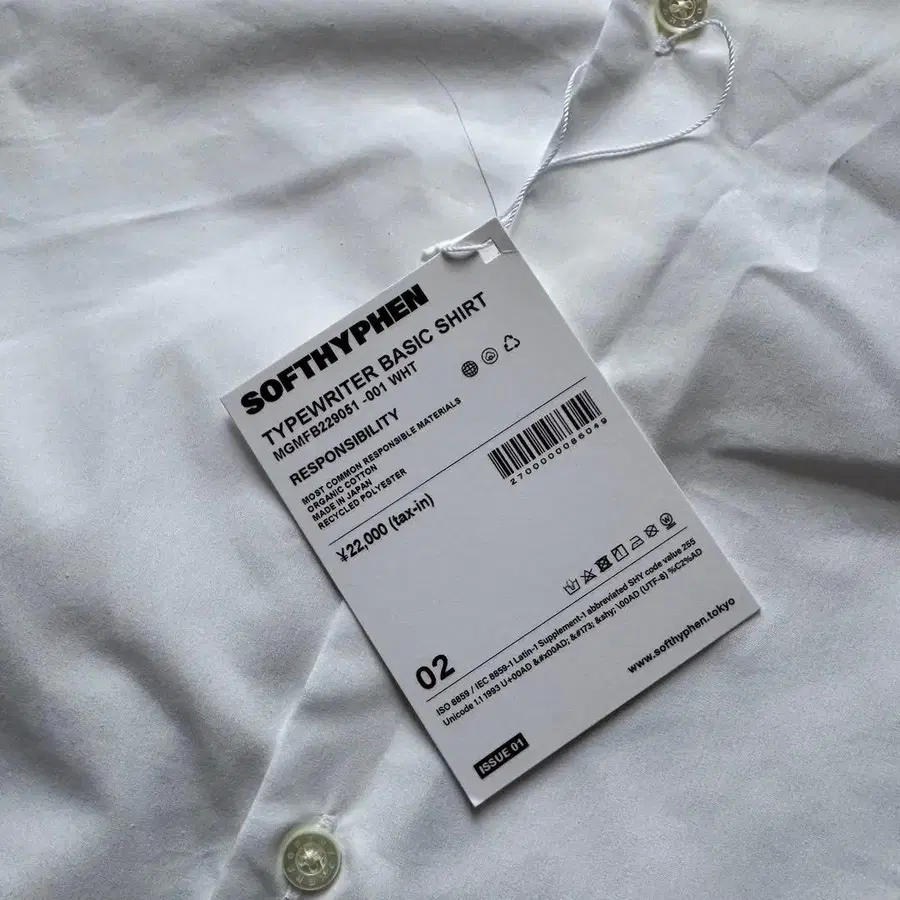 SOFTHYPHEN
TYPEWRITER BASIC SHIRT
MGMFB229051 -001 WHT
RESPONSIBILITY
MOST COMMON RESPONSIBLE MATERIALS
ORGANIC COTTON
MADE IN JAPAN
RECYCLED POLYESTER
2700000086049
¥22,000 (tax-in)
W
02
ISO 8859 / IEC 8859-1 Latin-1 Supplement-1 abbreviated SHY code value 255
Unicode 1.1 1993 U+00AD &#x00AD; &#173; &shy; \00AD (UTF-8) %C2%AD
www.softhyphen.tokyo
ISSUE 01